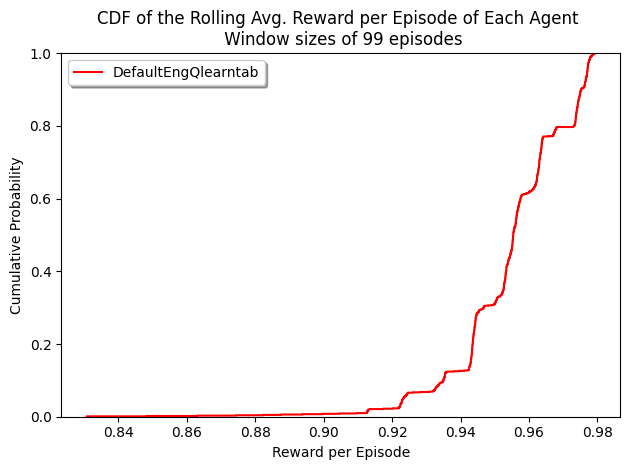 CDF of the Rolling Avg. Reward per Episode of Each Agent
Window sizes of 99 episodes
DefaultEngQlearntab
Cumulative Probability
1.0
0.8
0.6
0.4
0.2
0.0
0.84 0.86 0.88 0.90 0.92 0.94 0.96 0.98
Reward per Episode